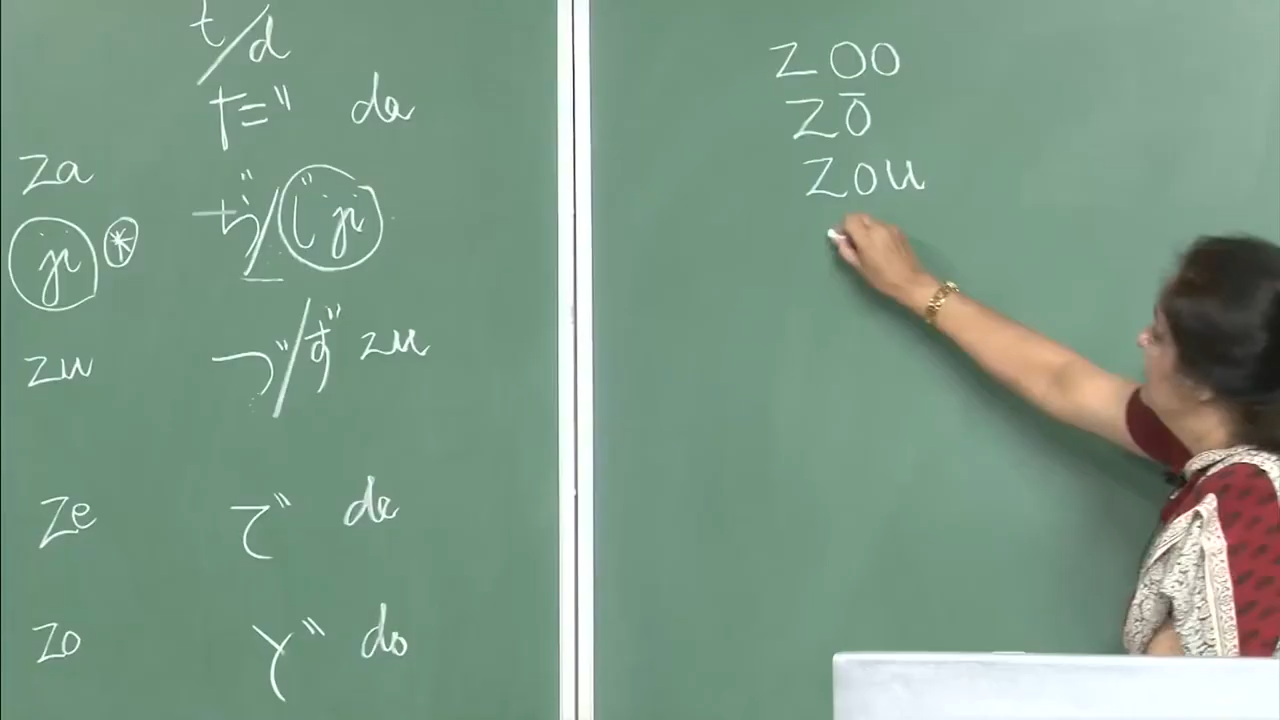 t/d
za だ" da
ji * ぢ/じ ji
zu づ/ず zu
ze で de
zo ど do
zoo
zō
zou